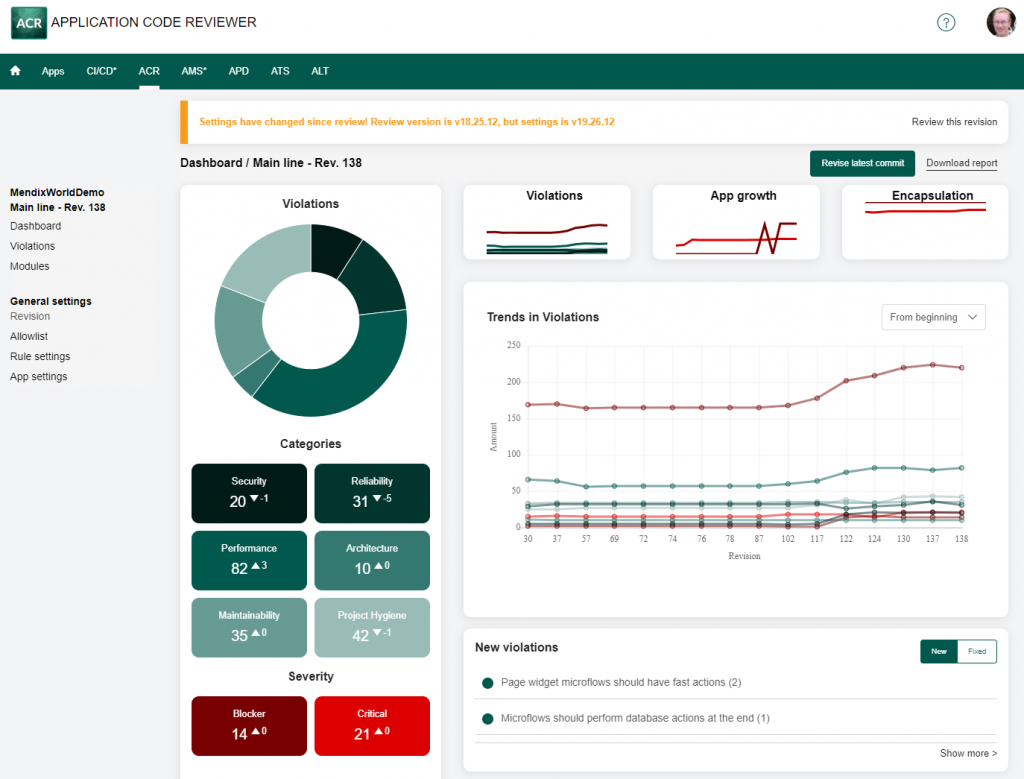 ACR APPLICATION CODE REVIEWER
?
Apps CI/CD* ACR AMS* APD ATS ALT
Settings have changed since review! Review version is v18.25.12, but settings is v19.26.12
Review this revision
Dashboard / Main line - Rev. 138
Revise latest commit
Download report
MendixWorldDemo
Main line - Rev. 138
Dashboard
Violations
Modules
General settings
Revision
Allowlist
Rule settings
App settings
Violations
Categories
Security
20 ▼-1
Reliability
31 ▼-5
Performance
82 ▲3
Architecture
10 ▲0
Maintainability
35 ▲0
Project Hygiene
42 ▼-1
Severity
Blocker
14 ▲0
Critical
21 ▲0
Violations
App growth
Encapsulation
Trends in Violations
From beginning
250
200
150
100
50
0
Amount
30 37 57 69 72 74 76 78 87 102 117 122 124 130 137 138
Revision
New violations
New Fixed
Page widget microflows should have fast actions (2)
Microflows should perform database actions at the end (1)
Show more >